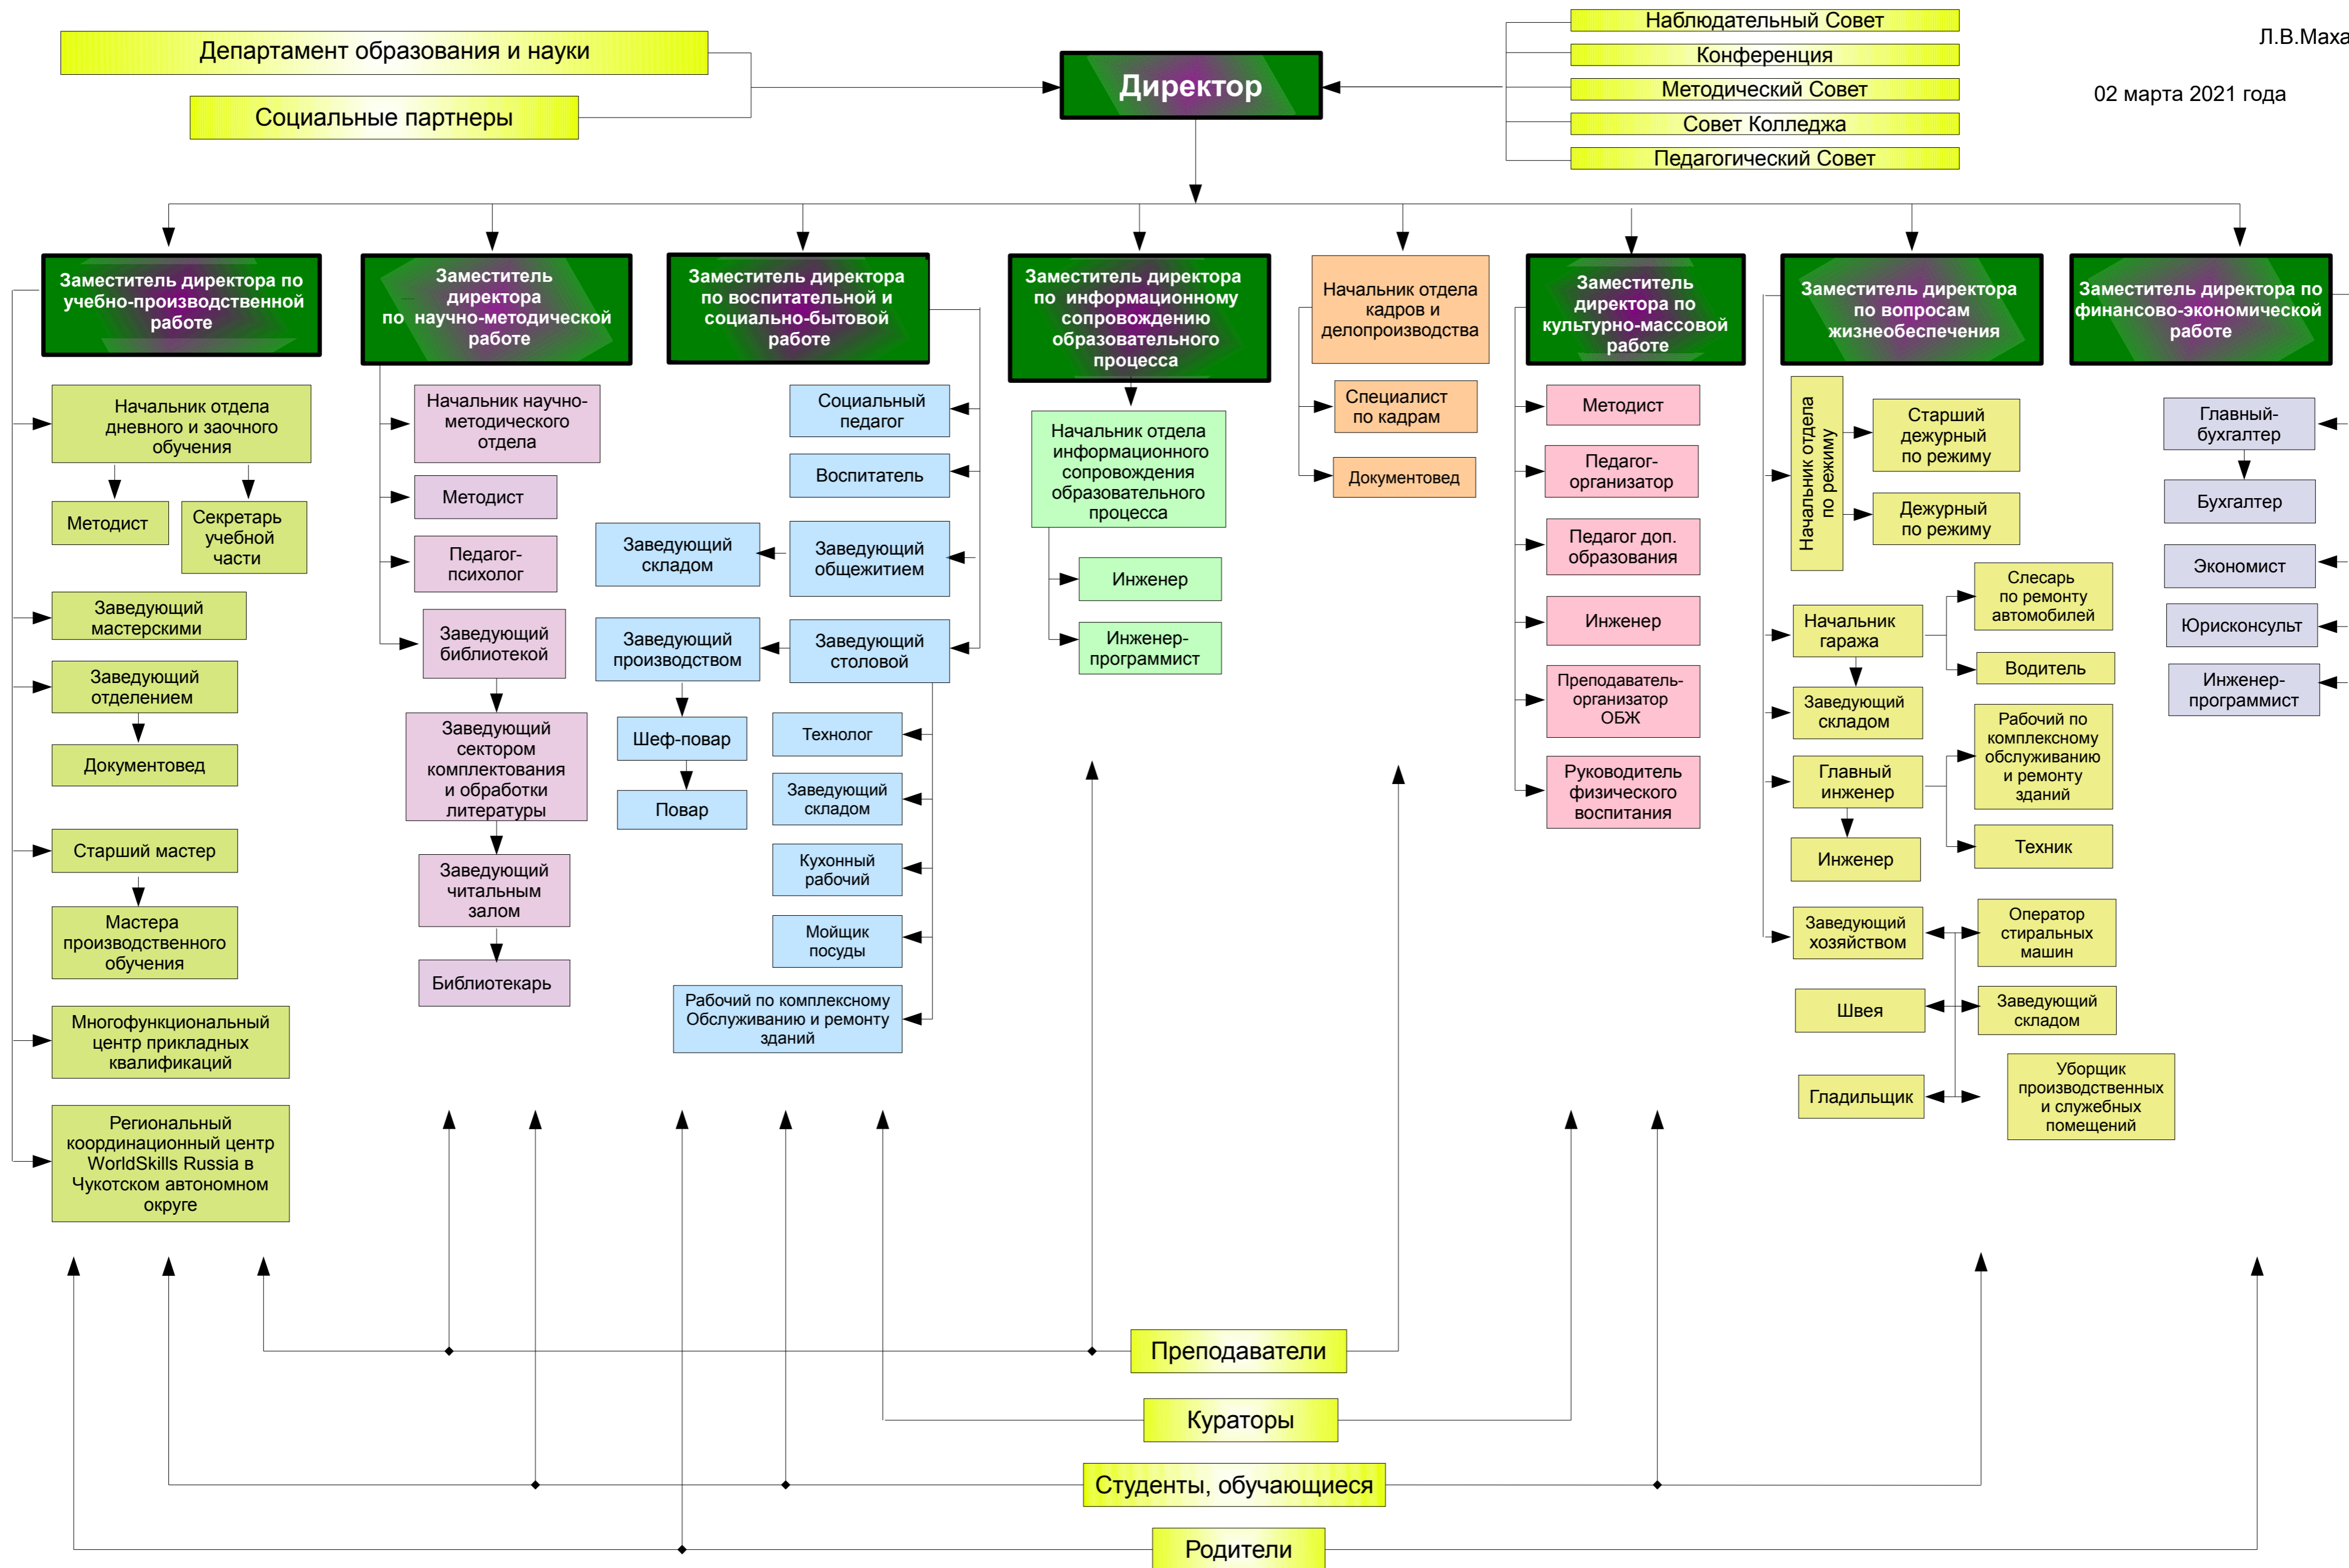 Наблюдательный Совет
Л.В.Маха
Департамент образования и науки
Конференция
Директор
Методический Совет
02 марта 2021 года
Социальные партнеры
Совет Колледжа
Педагогический Совет
Заместитель директора по
учебно-производственной
работе
Заместитель
директора
по научно-методической
работе
Заместитель директора
по воспитательной и
социально-бытовой
работе
Заместитель директора
по информационному
сопровождению
образовательного
процесса
Начальник отдела
кадров и
делопроизводства
Заместитель
директора по
культурно-массовой
работе
Заместитель директора
по вопросам
жизнеобеспечения
Заместитель директора по
финансово-экономической
работе
Начальник отдела
дневного и заочного
обучения
Методист
Секретарь
учебной
части
Заведующий
мастерскими
Заведующий
отделением
Документовед
Старший мастер
Мастера
производственного
обучения
Многофункциональный
центр прикладных
квалификаций
Региональный
координационный центр
WorldSkills Russia в
Чукотском автономном
округе
Начальник научно-
методического
отдела
Методист
Педагог-
психолог
Заведующий
библиотекой
Заведующий
сектором
комплектования
и обработки
литературы
Заведующий
читальным
залом
Библиотекарь
Социальный
педагог
Воспитатель
Заведующий
складом
Заведующий
общежитием
Заведующий
производством
Заведующий
столовой
Шеф-повар
Повар
Технолог
Заведующий
складом
Кухонный
рабочий
Мойщик
посуды
Рабочий по комплексному
Обслуживанию и ремонту
зданий
Начальник отдела
информационного
сопровождения
образовательного
процесса
Инженер
Инженер-
программист
Специалист
по кадрам
Документовед
Методист
Педагог-
организатор
Педагог доп.
образования
Инженер
Преподаватель-
организатор
ОБЖ
Руководитель
физического
воспитания
Начальник отдела
по режиму
Старший
дежурный
по режиму
Дежурный
по режиму
Начальник
гаража
Слесарь
по ремонту
автомобилей
Водитель
Заведующий
складом
Главный
инженер
Рабочий по
комплексному
обслуживанию
и ремонту
зданий
Инженер
Техник
Заведующий
хозяйством
Оператор
стиральных
машин
Швея
Заведующий
складом
Гладильщик
Уборщик
производственных
и служебных
помещений
Главный-
бухгалтер
Бухгалтер
Экономист
Юрисконсульт
Инженер-
программист
Преподаватели
Кураторы
Студенты, обучающиеся
Родители